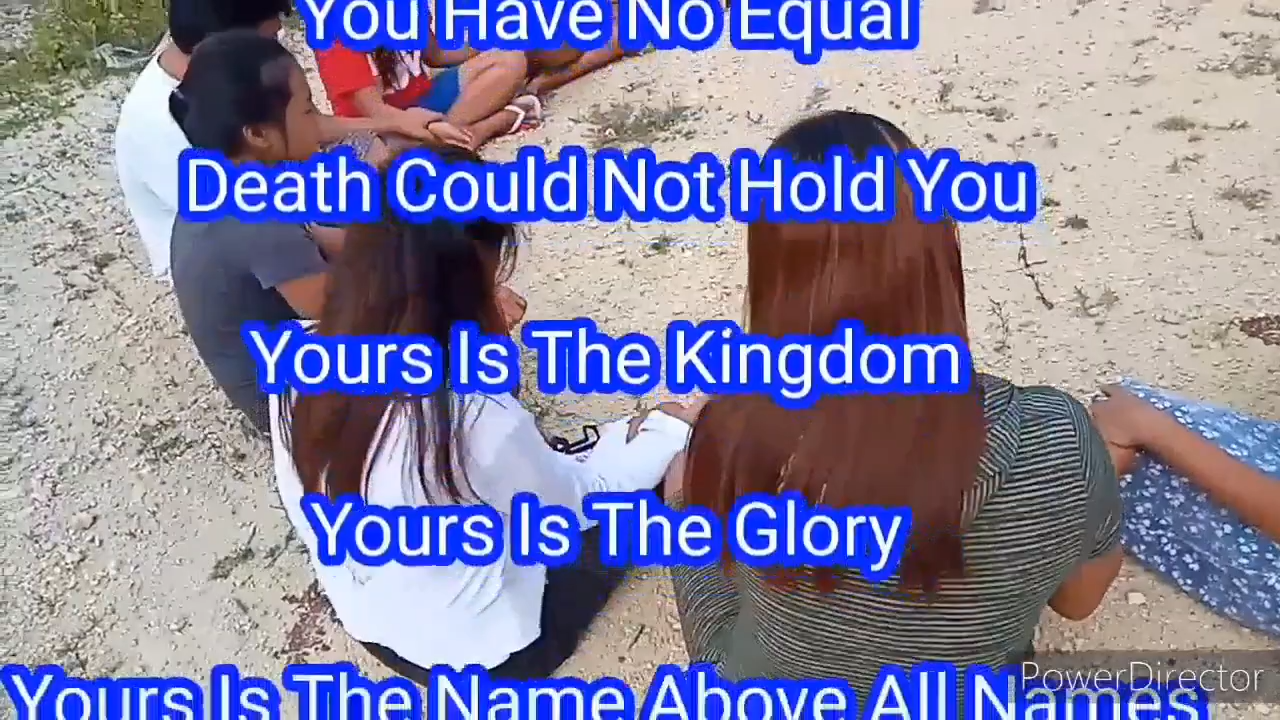 You Have No Equal
Death Could Not Hold You
Yours Is The Kingdom
Yours Is The Glory
Yours Is The Name Above All Names
PowerDirector